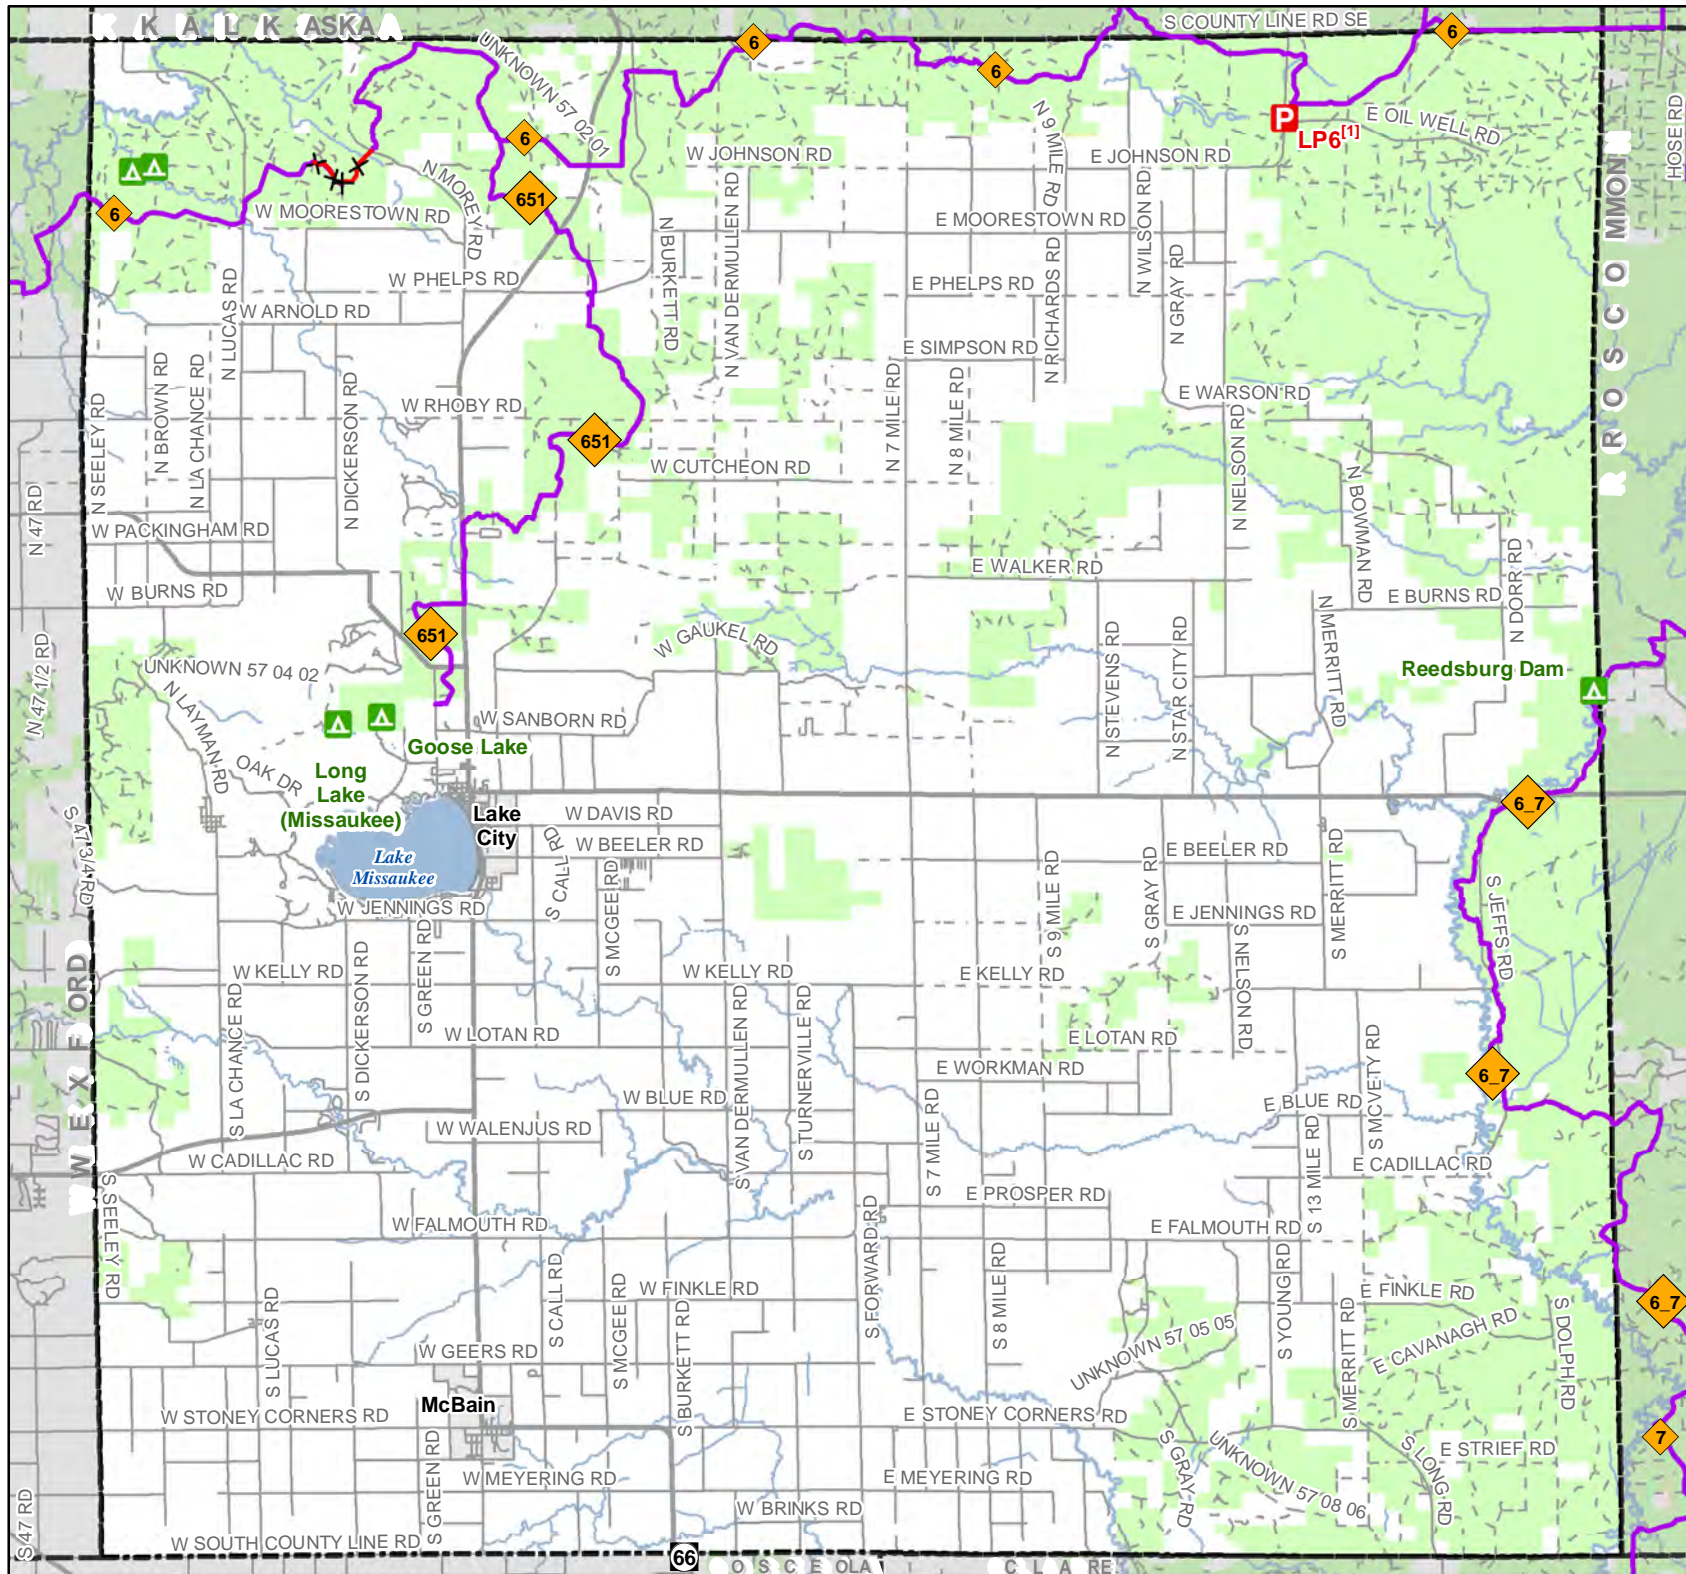 KALKASKA
S COUNTY LINE RD SE
6
6
6
6
6
UNKNOWN 57 02 01
N 9 MILE RD
E OIL WELL RD
P
LP6[1]
HOSE RD
W JOHNSON RD
E JOHNSON RD
N MOREY RD
651
W MOORESTOWN RD
E MOORESTOWN RD
N VAN DERMULLEN RD
N WILSON RD
ROSCOMMON
N BURKETT RD
W PHELPS RD
E PHELPS RD
N RICHARDS RD
N GRAY RD
N LUCAS RD
W ARNOLD RD
E SIMPSON RD
N BROWN RD
N LA CHANCE RD
N SEELEY RD
N DICKERSON RD
W RHOBY RD
N 7 MILE RD
N 8 MILE RD
E WARSON RD
651
W CUTCHEON RD
N NELSON RD
N BOWMAN RD
N 47 RD
W PACKINGHAM RD
E WALKER RD
N DORR RD
W BURNS RD
E BURNS RD
651
W GAUKEL RD
N 47 1/2 RD
UNKNOWN 57 04 02
N STEVENS RD
N STAR CITY RD
N MERRITT RD
Reedsburg Dam
N LAYMAN RD
W SANBORN RD
Goose Lake
OAK DR
Long
Lake
(Missaukee)
Lake
City
W DAVIS RD
6_7
S 47 3/4 RD
W BEELER RD
E BEELER RD
Lake
Missaukee
S CALL RD
S MCGEE RD
S 9 MILE RD
S GRAY RD
S MERRITT RD
S JEFFS RD
W JENNINGS RD
E JENNINGS RD
WEXFORD
W KELLY RD
W KELLY RD
E KELLY RD
S GREEN RD
S DICKERSON RD
S LA CHANCE RD
S NELSON RD
W LOTAN RD
E LOTAN RD
S VAN DERMULLEN RD
S TURNERVILLE RD
E WORKMAN RD
S MCVETY RD
6_7
W BLUE RD
E BLUE RD
W WALENJUS RD
S 7 MILE RD
S 13 MILE RD
W CADILLAC RD
E CADILLAC RD
S SEELEY RD
E PROSPER RD
W FALMOUTH RD
E FALMOUTH RD
S FORWARD RD
S CALL RD
S MCGEE RD
W FINKLE RD
S 8 MILE RD
S YOUNG RD
E FINKLE RD
6_7
S LUCAS RD
S BURKETT RD
UNKNOWN 57 05 05
S MERRITT RD
E CAVANAGH RD
S DOLPH RD
W GEERS RD
McBain
W STONEY CORNERS RD
E STONEY CORNERS RD
7
S GREEN RD
S GRAY RD
UNKNOWN 57 08 06
S LONG RD
E STRIEF RD
W MEYERING RD
E MEYERING RD
S 47 RD
W BRINKS RD
W SOUTH COUNTY LINE RD
66
OSCEOLA
CLARE